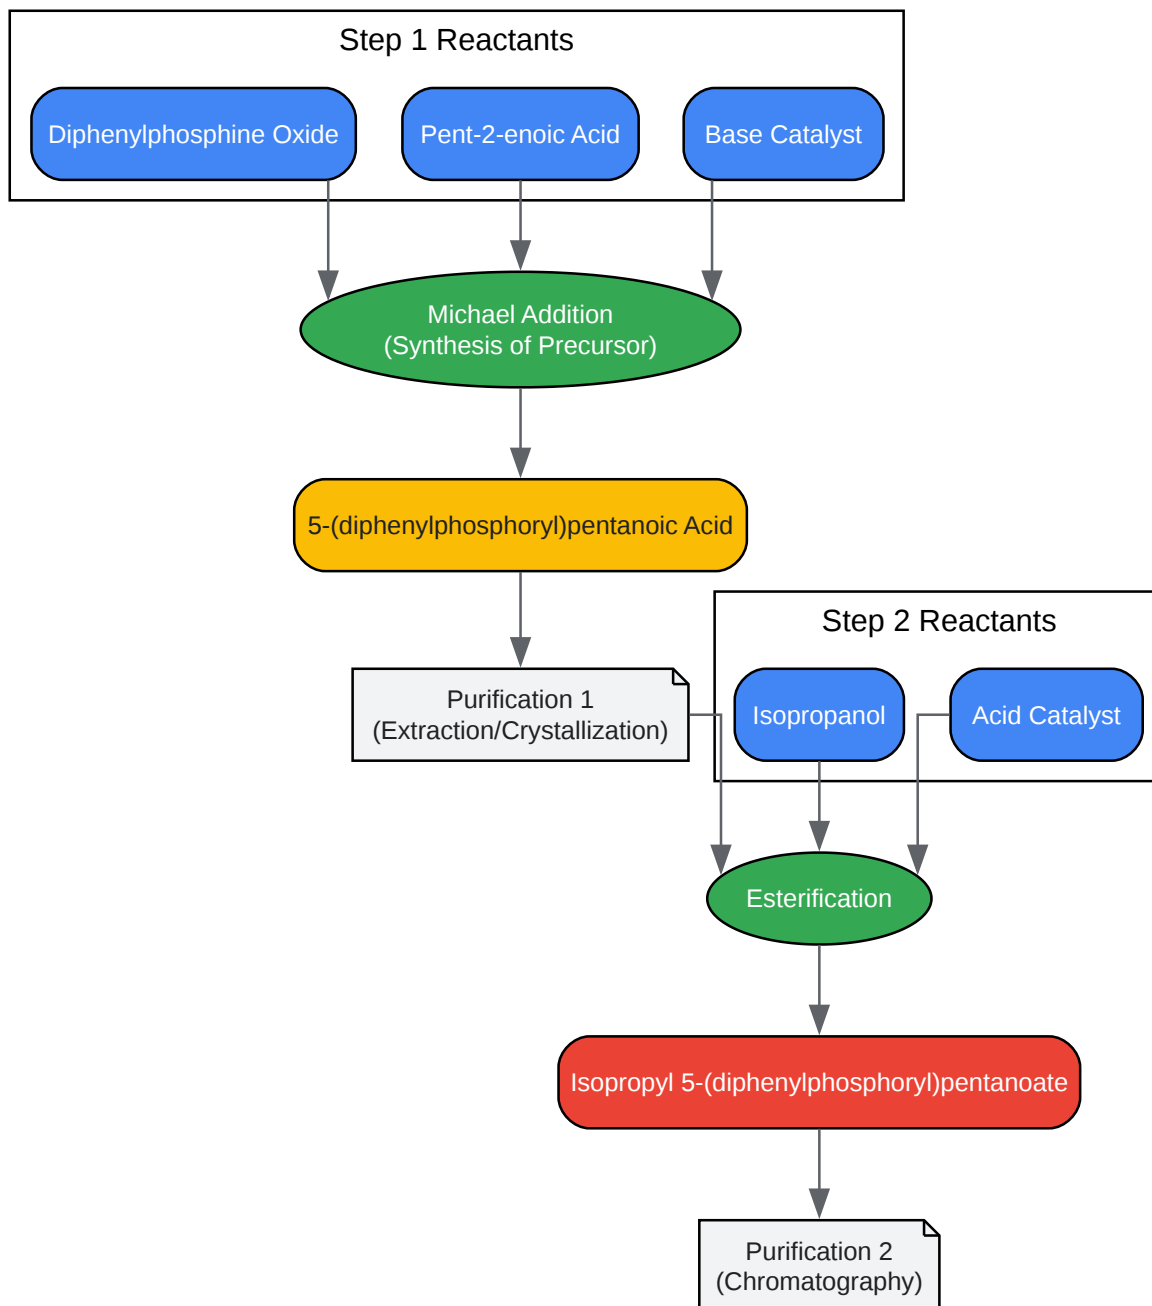 Step 1 Reactants
Diphenylphosphine Oxide
Pent-2-enoic Acid
Base Catalyst
Michael Addition
(Synthesis of Precursor)
5-(diphenylphosphoryl)pentanoic Acid
Step 2 Reactants
Purification 1
(Extraction/Crystallization)
Isopropanol
Acid Catalyst
Esterification
Isopropyl 5-(diphenylphosphoryl)pentanoate
Purification 2
(Chromatography)